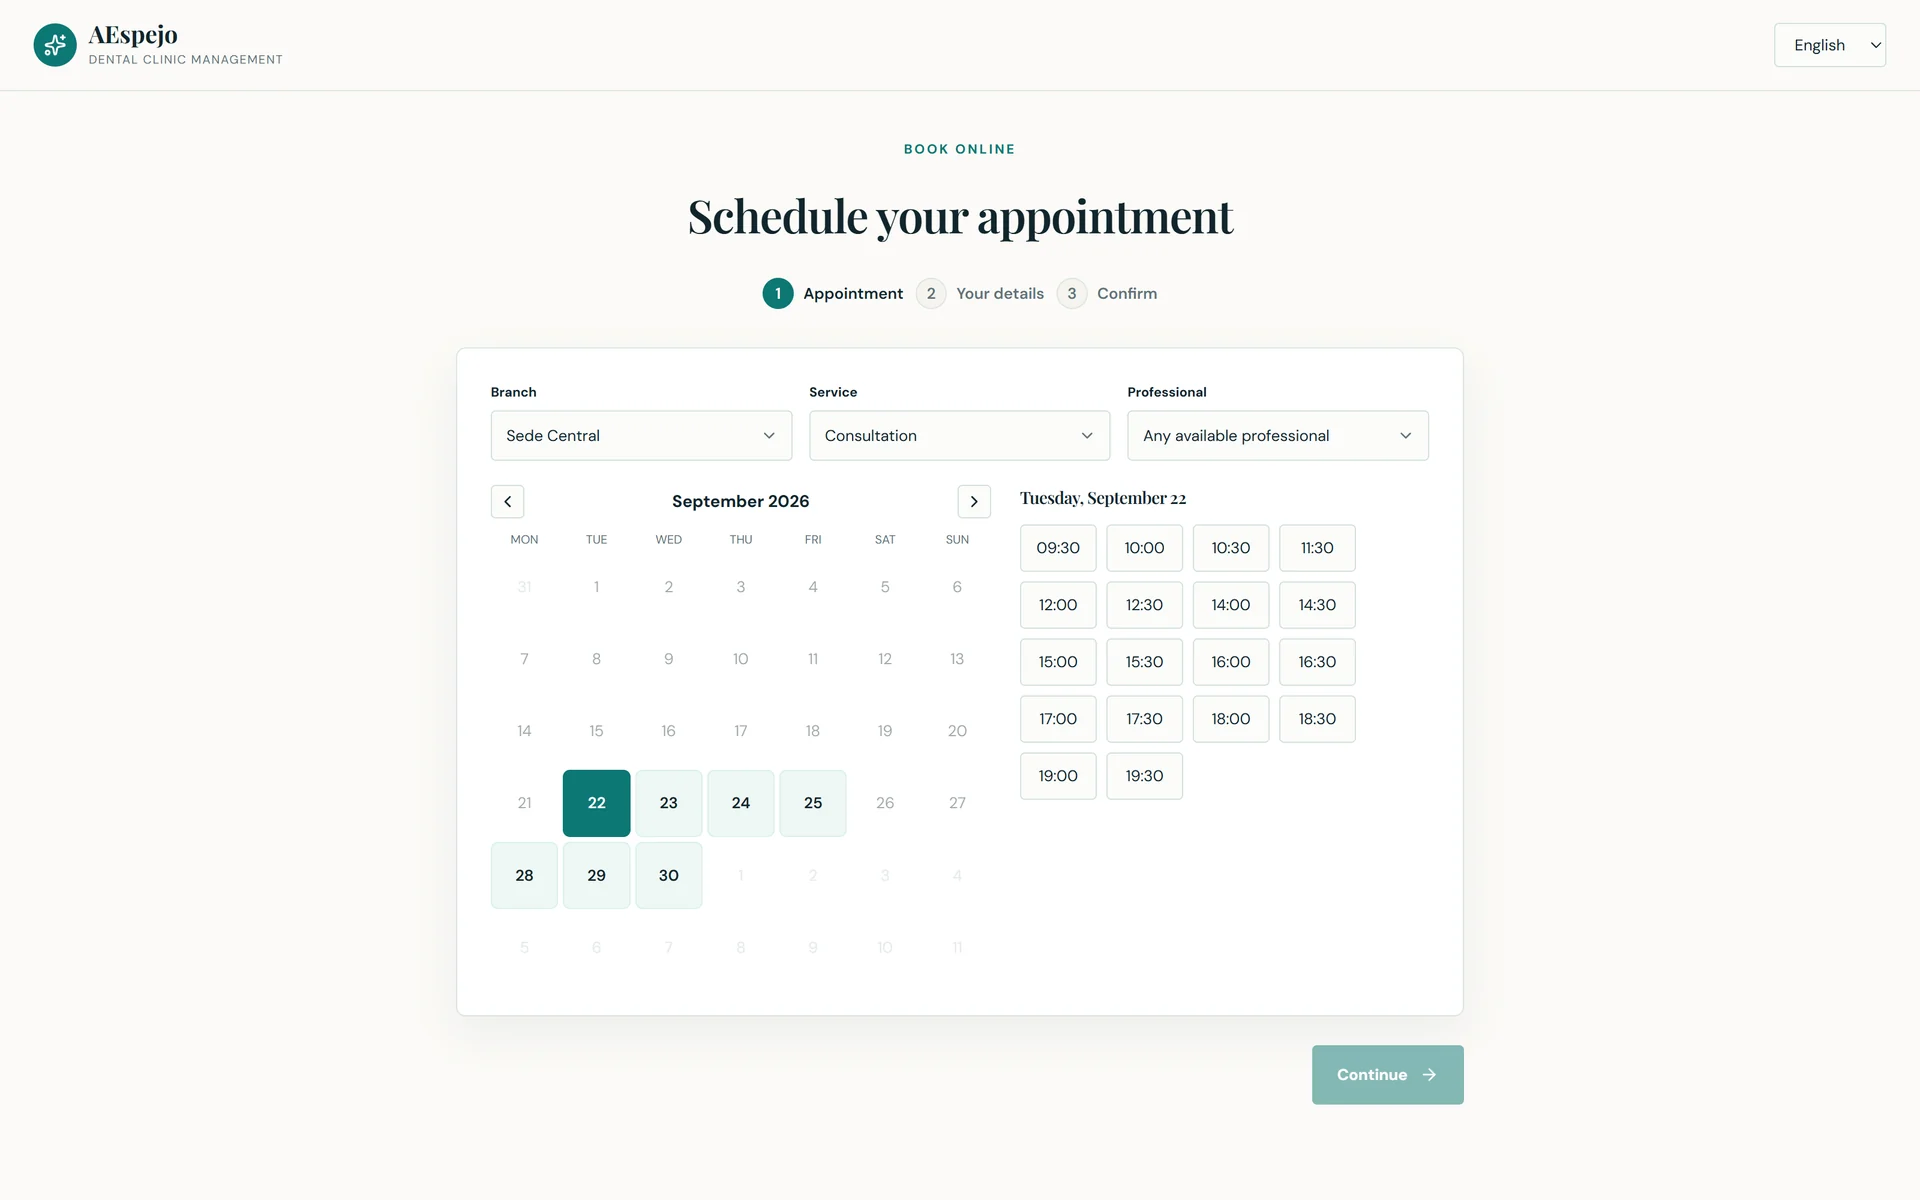 AEspejo
DENTAL CLINIC MANAGEMENT
English
BOOK ONLINE
Schedule your appointment
1 Appointment 2 Your details 3 Confirm
Branch Service Professional
Sede Central Consultation Any available professional
September 2026
MON TUE WED THU FRI SAT SUN
31 1 2 3 4 5 6
7 8 9 10 11 12 13
14 15 16 17 18 19 20
21 22 23 24 25 26 27
28 29 30 1 2 3 4
5 6 7 8 9 10 11
Tuesday, September 22
09:30 10:00 10:30 11:30
12:00 12:30 14:00 14:30
15:00 15:30 16:00 16:30
17:00 17:30 18:00 18:30
19:00 19:30
Continue